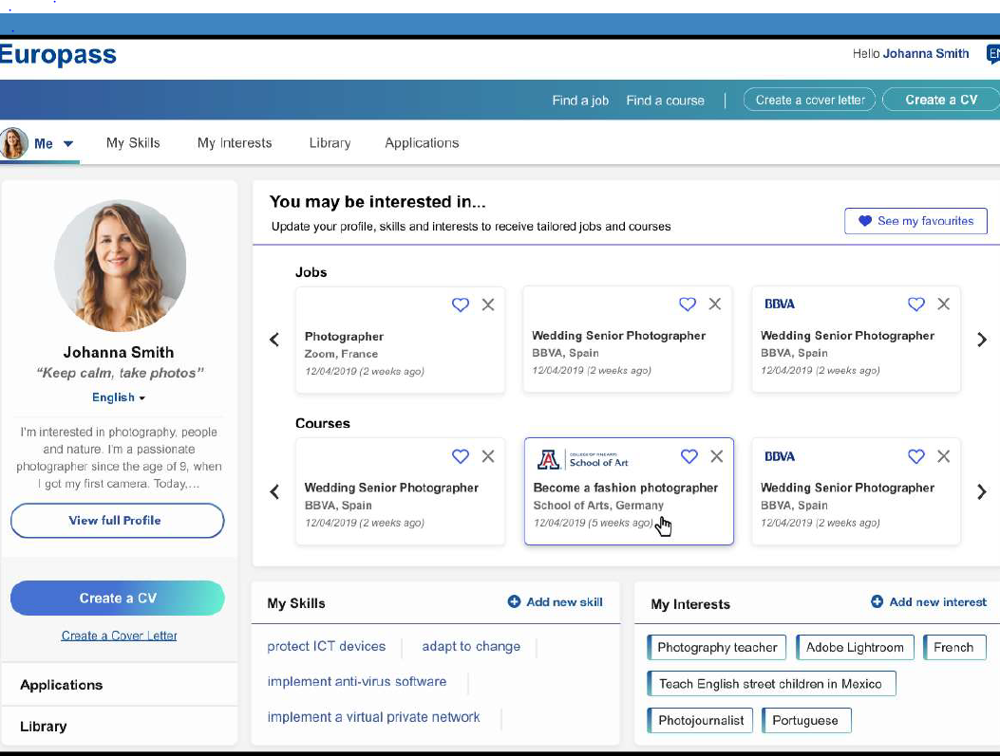 Europass
Hello Johanna Smith
EN
Find a job Find a course Create a cover letter Create a CV
Me My Skills My Interests Library Applications
Johanna Smith
“Keep calm, take photos”
English
I'm interested in photography, people
and nature. I'm a passionate
photographer since the age of 9, when
I got my first camera. Today,...
View full Profile
Create a CV
Create a Cover Letter
Applications
Library
You may be interested in...
Update your profile, skills and interests to receive tailored jobs and courses
See my favourites
Jobs
Photographer
Zoom, France
12/04/2019 (2 weeks ago)
Wedding Senior Photographer
BBVA, Spain
12/04/2019 (2 weeks ago)
BBVA
Wedding Senior Photographer
BBVA, Spain
12/04/2019 (2 weeks ago)
Courses
Wedding Senior Photographer
BBVA, Spain
12/04/2019 (2 weeks ago)
A
COLLEGE OF FINE ARTS
School of Art
Become a fashion photographer
School of Arts, Germany
12/04/2019 (5 weeks ago)
BBVA
Wedding Senior Photographer
BBVA, Spain
12/04/2019 (2 weeks ago)
My Skills
Add new skill
protect ICT devices adapt to change
implement anti-virus software
implement a virtual private network
My Interests
Add new interest
Photography teacher Adobe Lightroom French
Teach English street children in Mexico
Photojournalist Portuguese